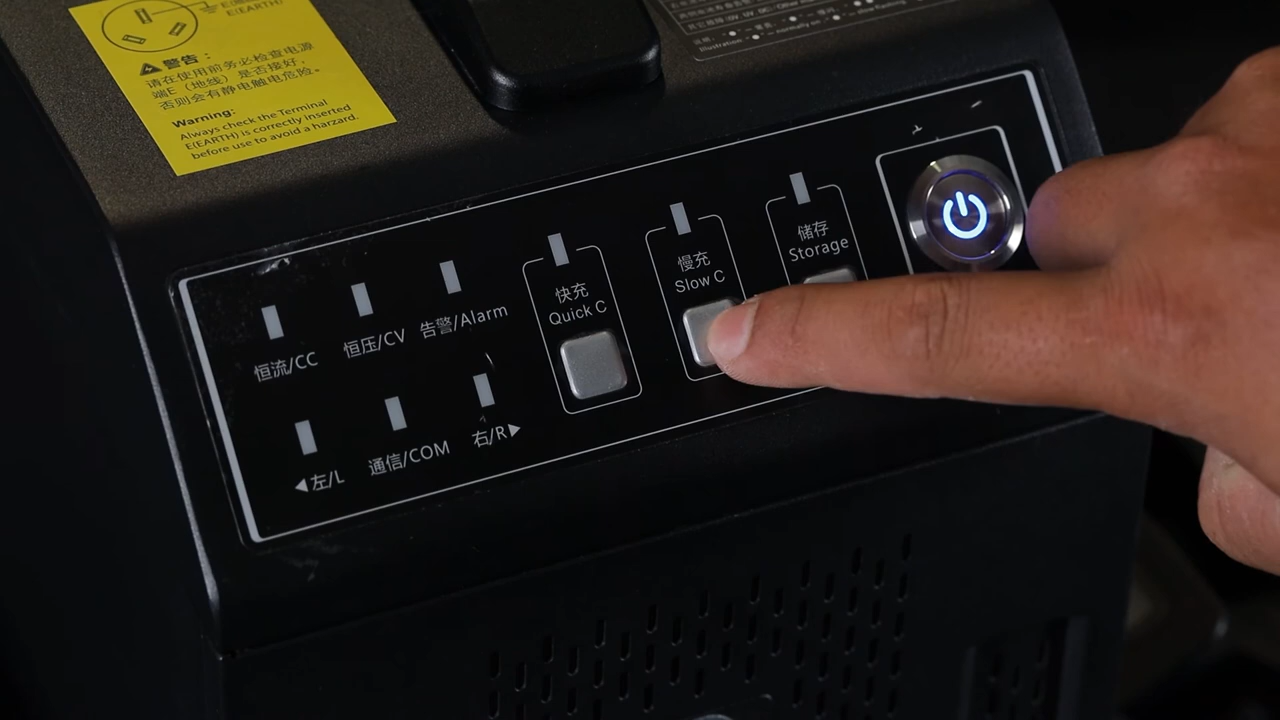 E(EARTH)
警告：
请在使用前务必检查电源
端E（地线）是否接好，
否则会有静电触电危险。
Warning:
Always check the Terminal
E(EARTH) is correctly inserted
before use to avoid a harzard.
恒流/CC
恒压/CV
告警/Alarm
快充
Quick C
慢充
Slow C
储存
Storage
◀左/L
通信/COM
右/R▶